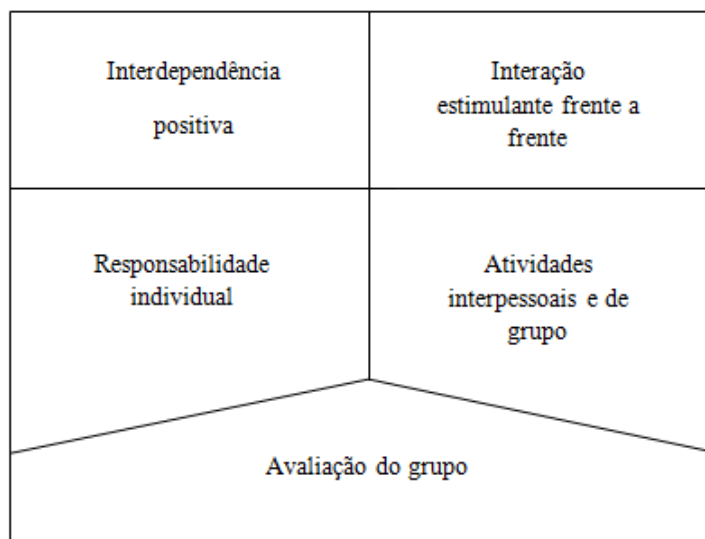 Interdependência
positiva
Interação
estimulante frente a
frente
Responsabilidade
individual
Atividades
interpessoais e de
grupo
Avaliação do grupo